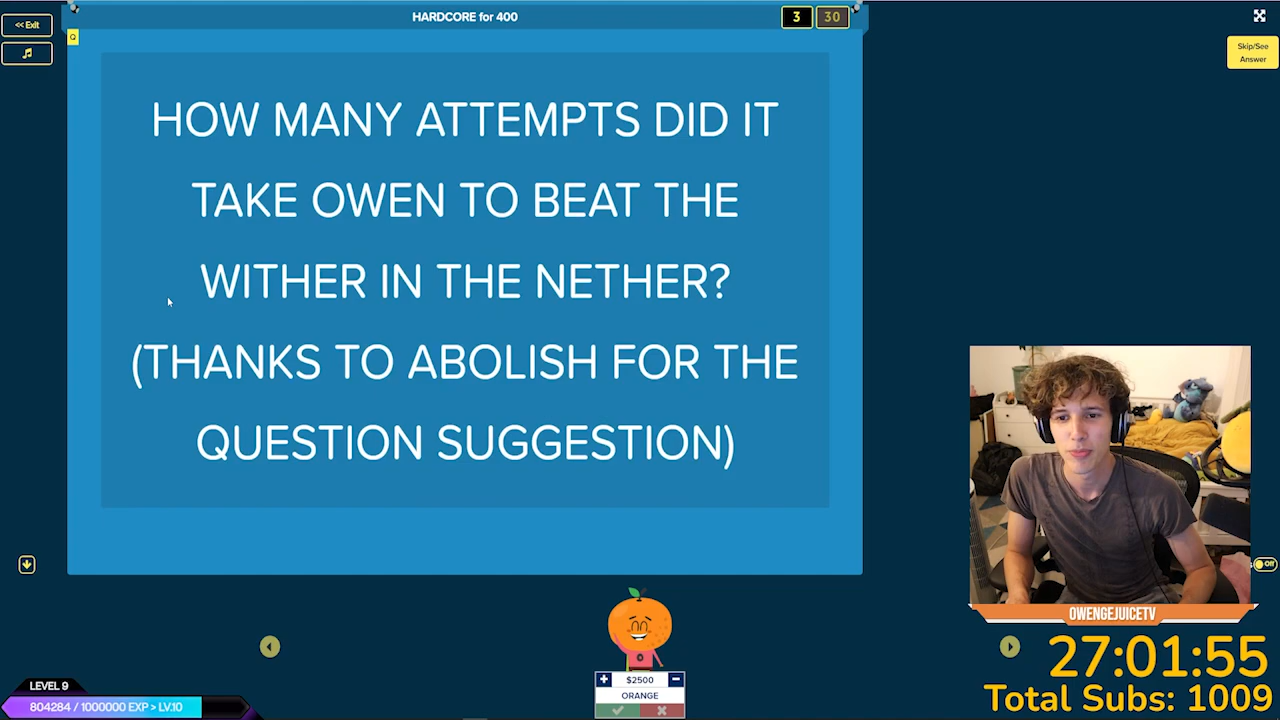 << Exit
HARDCORE for 400
3 30
Q
Skip/See
Answer
HOW MANY ATTEMPTS DID IT
TAKE OWEN TO BEAT THE
WITHER IN THE NETHER?
(THANKS TO ABOLISH FOR THE
QUESTION SUGGESTION)
Off
OWENGEJUICETV
27:01:55
Total Subs: 1009
+ $2500 −
ORANGE
LEVEL 9
804284 / 1000000 EXP > LV.10